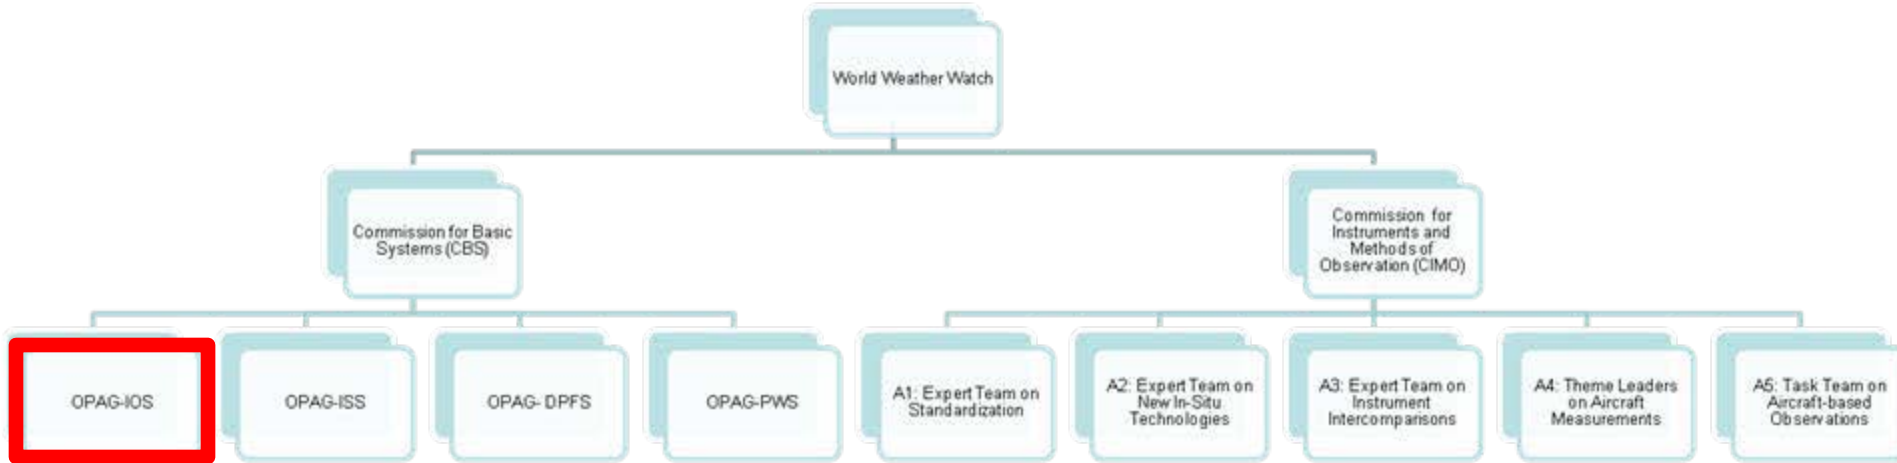 World Weather Watch
Commission for Basic
Systems (CBS)
Commission for
Instruments and
Methods of
Observation (CIMO)
OPAG-IOS
OPAG-ISS
OPAG- DPFS
OPAG-PWS
A1: Expert Team on
Standardization
A2: Expert Team on
New In-Situ
Technologies
A3: Expert Team on
Instrument
Intercomparisons
A4: Theme Leaders
on Aircraft
Measurements
A5: Task Team on
Aircraft-based
Observations